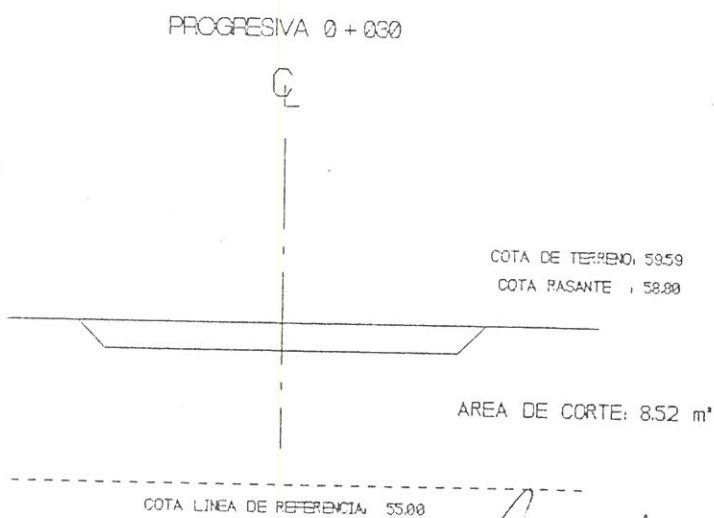 PROGRESIVA 0+030
CL
COTA DE TERRENO: 59.59
COTA RASANTE : 58.80
AREA DE CORTE: 8.52 m²
COTA LINEA DE REFERENCIA: 55.00